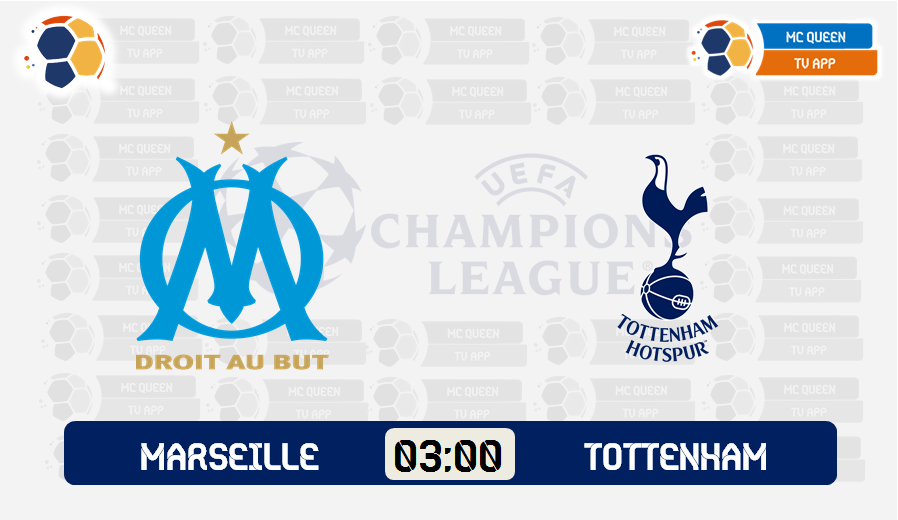 MC QUEEN
TV APP
UEFA
CHAMPIONS
LEAGUE®
DROIT AU BUT
TOTTENHAM
HOTSPUR
MARSEILLE
03:00
TOTTENHAM